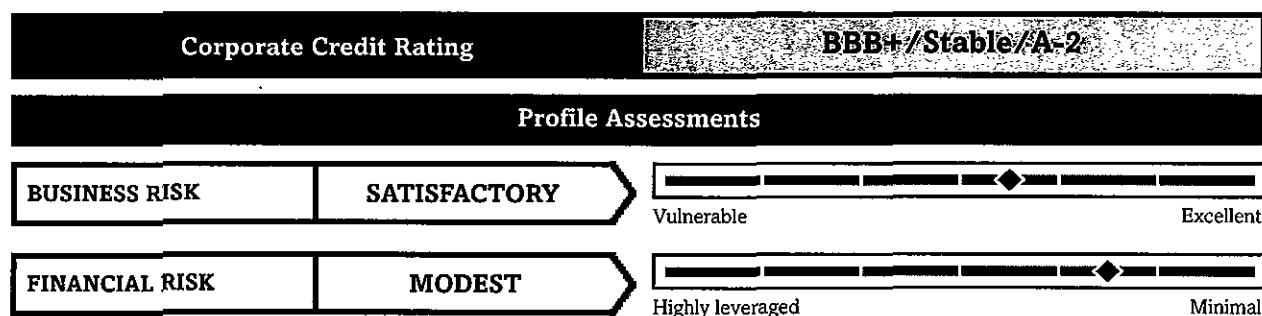 Corporate Credit Rating BBB+/Stable/A-2
Profile Assessments
BUSINESS RISK SATISFACTORY
Vulnerable Excellent
FINANCIAL RISK MODEST
Highly leveraged Minimal